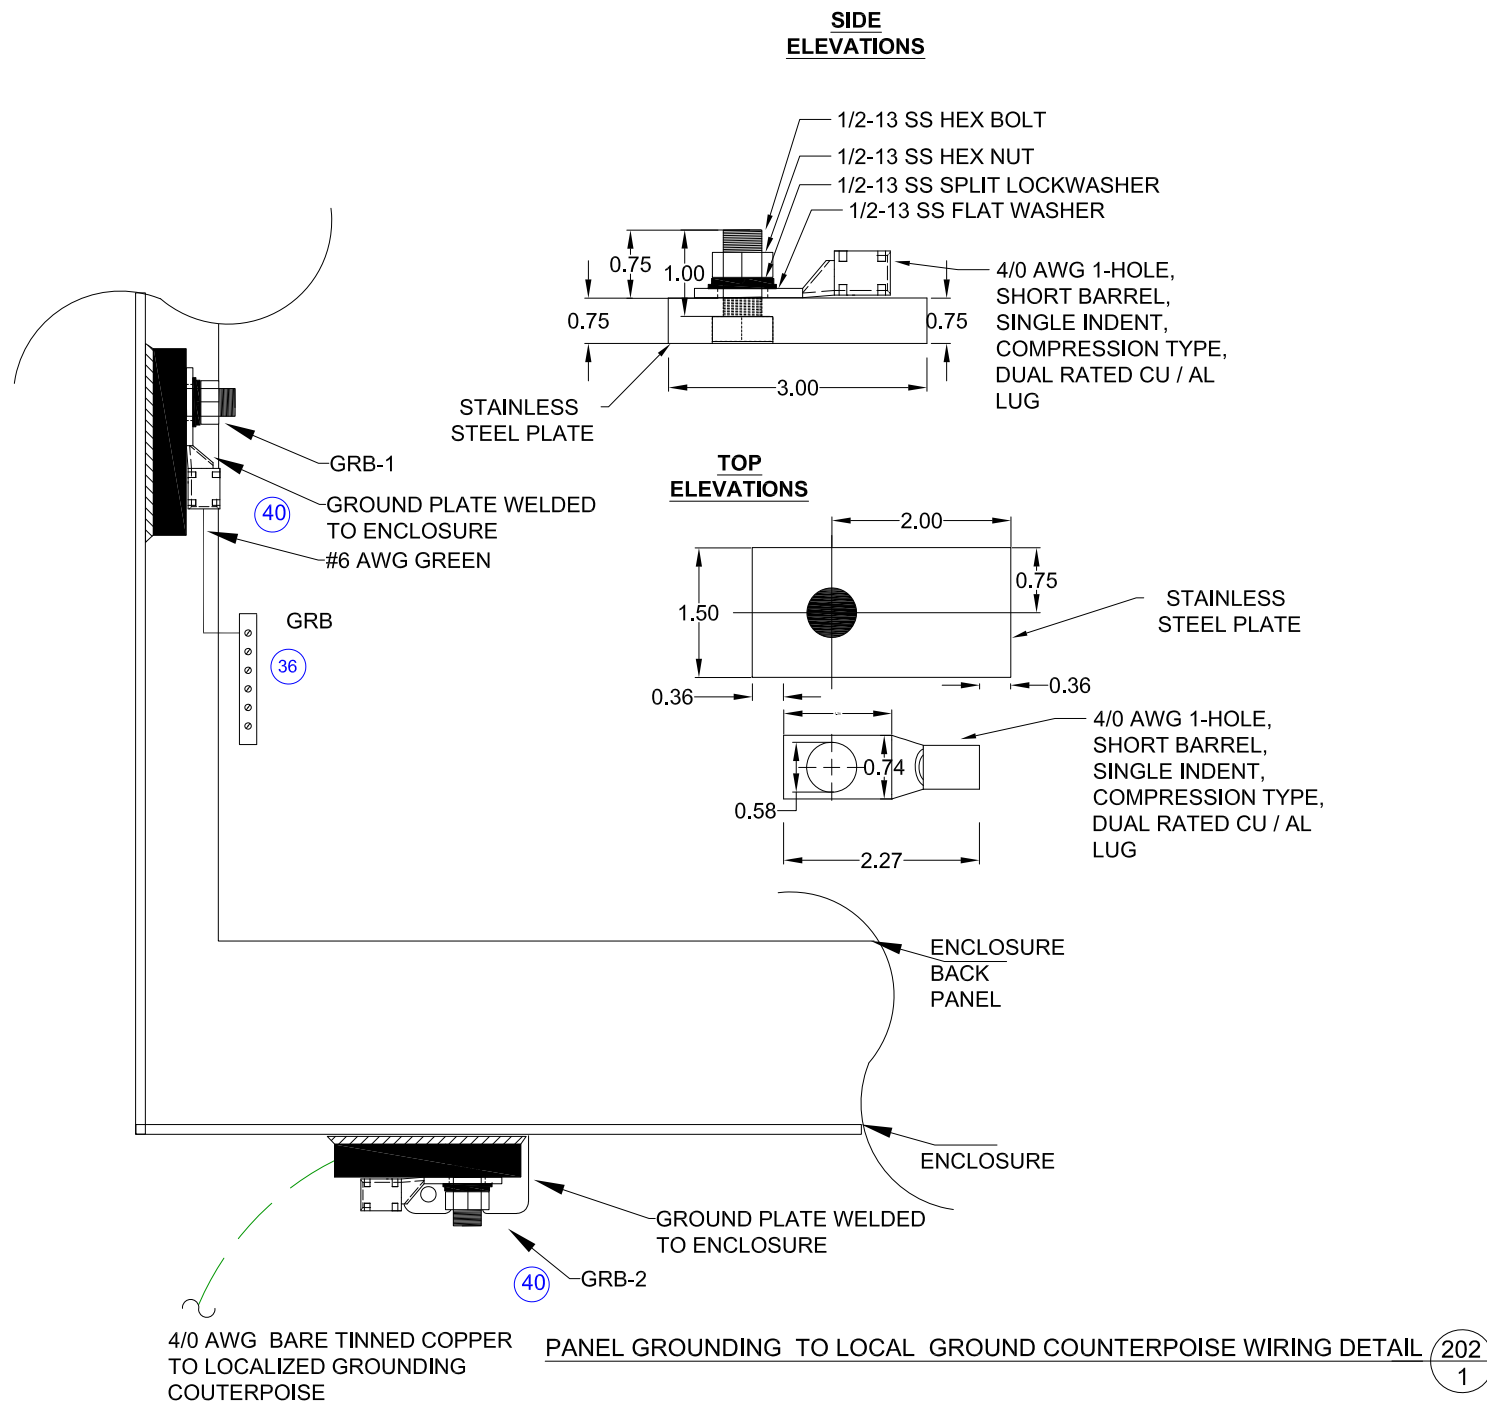 SIDE
ELEVATIONS
1/2-13 SS HEX BOLT
1/2-13 SS HEX NUT
1/2-13 SS SPLIT LOCKWASHER
1/2-13 SS FLAT WASHER
0.75
1.00
0.75
0.75
3.00
4/0 AWG 1-HOLE,
SHORT BARREL,
SINGLE INDENT,
COMPRESSION TYPE,
DUAL RATED CU / AL
LUG
STAINLESS
STEEL PLATE
GRB-1
GROUND PLATE WELDED
TO ENCLOSURE
40
#6 AWG GREEN
GRB
36
TOP
ELEVATIONS
2.00
0.75
1.50
STAINLESS
STEEL PLATE
0.36
0.36
0.74
0.58
2.27
4/0 AWG 1-HOLE,
SHORT BARREL,
SINGLE INDENT,
COMPRESSION TYPE,
DUAL RATED CU / AL
LUG
ENCLOSURE
BACK
PANEL
ENCLOSURE
GROUND PLATE WELDED
TO ENCLOSURE
GRB-2
40
4/0 AWG BARE TINNED COPPER
TO LOCALIZED GROUNDING
COUTERPOISE
PANEL GROUNDING TO LOCAL GROUND COUNTERPOISE WIRING DETAIL
202
1